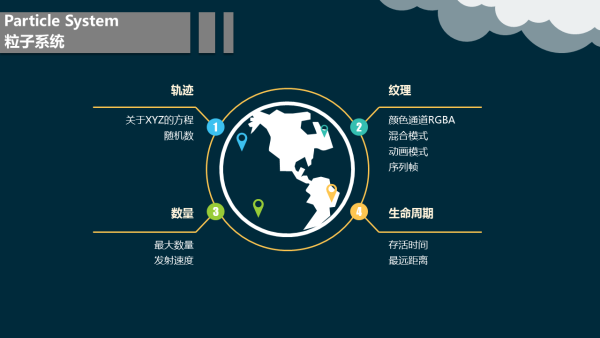 Particle System
粒子系统
轨迹
关于XYZ的方程
随机数
1
纹理
颜色通道RGBA
混合模式
动画模式
序列帧
2
数量
最大数量
发射速度
3
生命周期
存活时间
最远距离
4